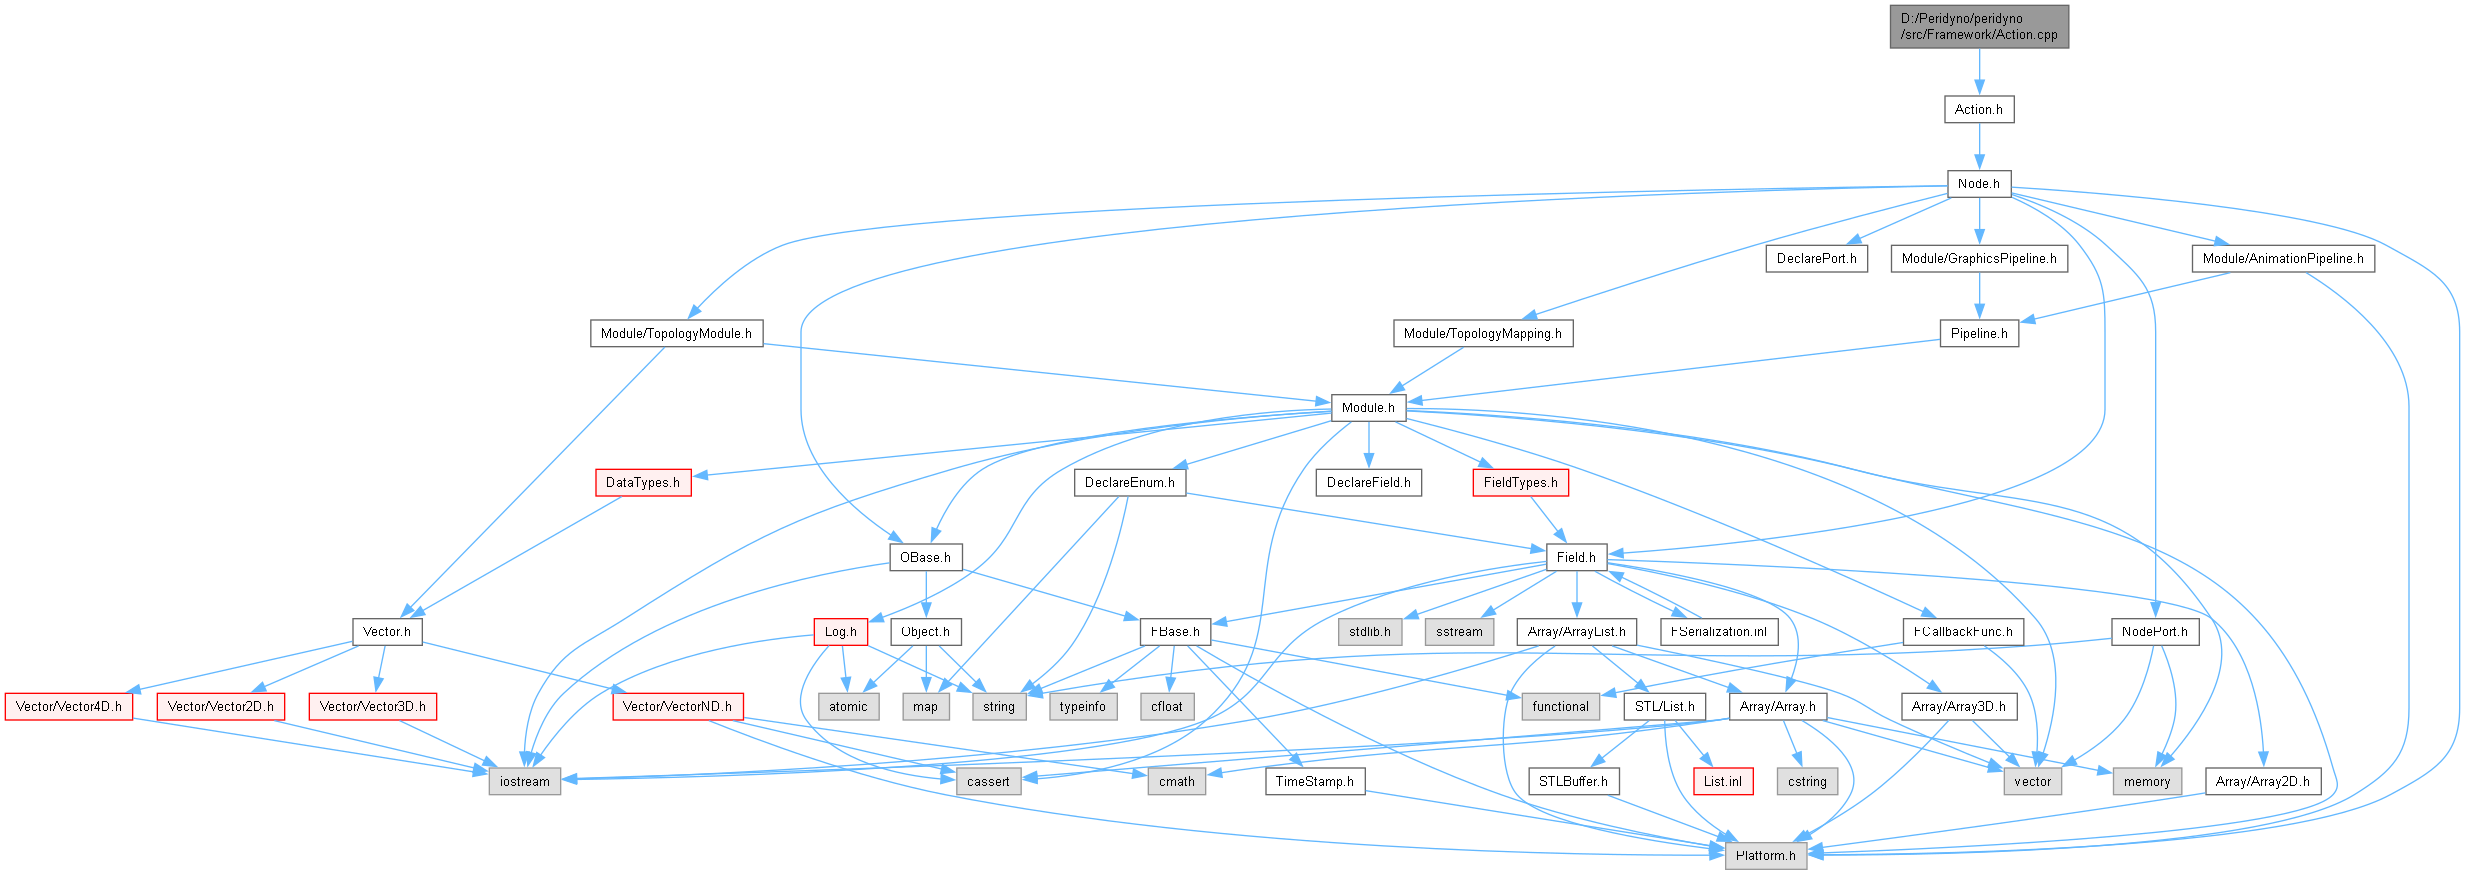 D:/Peridyno/peridyno
/src/Framework/Action.cpp
Action.h
Node.h
DeclarePort.h
Module/GraphicsPipeline.h
Module/AnimationPipeline.h
Module/TopologyModule.h
Module/TopologyMapping.h
Pipeline.h
Module.h
DataTypes.h
DeclareEnum.h
DeclareField.h
FieldTypes.h
OBase.h
Field.h
Vector.h
Log.h
Object.h
FBase.h
stdlib.h
sstream
Array/ArrayList.h
FSerialization.inl
FCallbackFunc.h
NodePort.h
Vector/Vector4D.h
Vector/Vector2D.h
Vector/Vector3D.h
Vector/VectorND.h
atomic
map
string
typeinfo
cfloat
functional
STL/List.h
Array/Array.h
Array/Array3D.h
iostream
cassert
cmath
TimeStamp.h
STLBuffer.h
List.inl
cstring
vector
memory
Array/Array2D.h
Platform.h